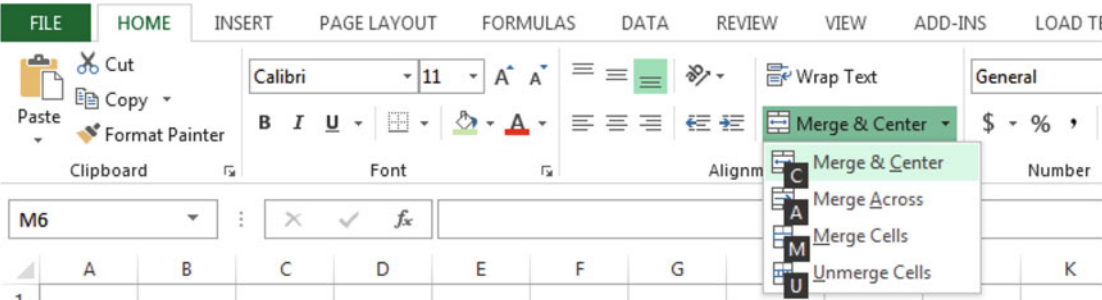 FILE HOME INSERT PAGE LAYOUT FORMULAS DATA REVIEW VIEW ADD-INS LOAD
Cut
Calibri 11 A A Wrap Text General
Copy
Paste B I U A Merge & Center $ % ,
Format Painter
Clipboard Font Number
Merge & Center
C
Merge Across
A
Merge Cells
M
Unmerge Cells
U
M6 fx
A B C D E F G K
1